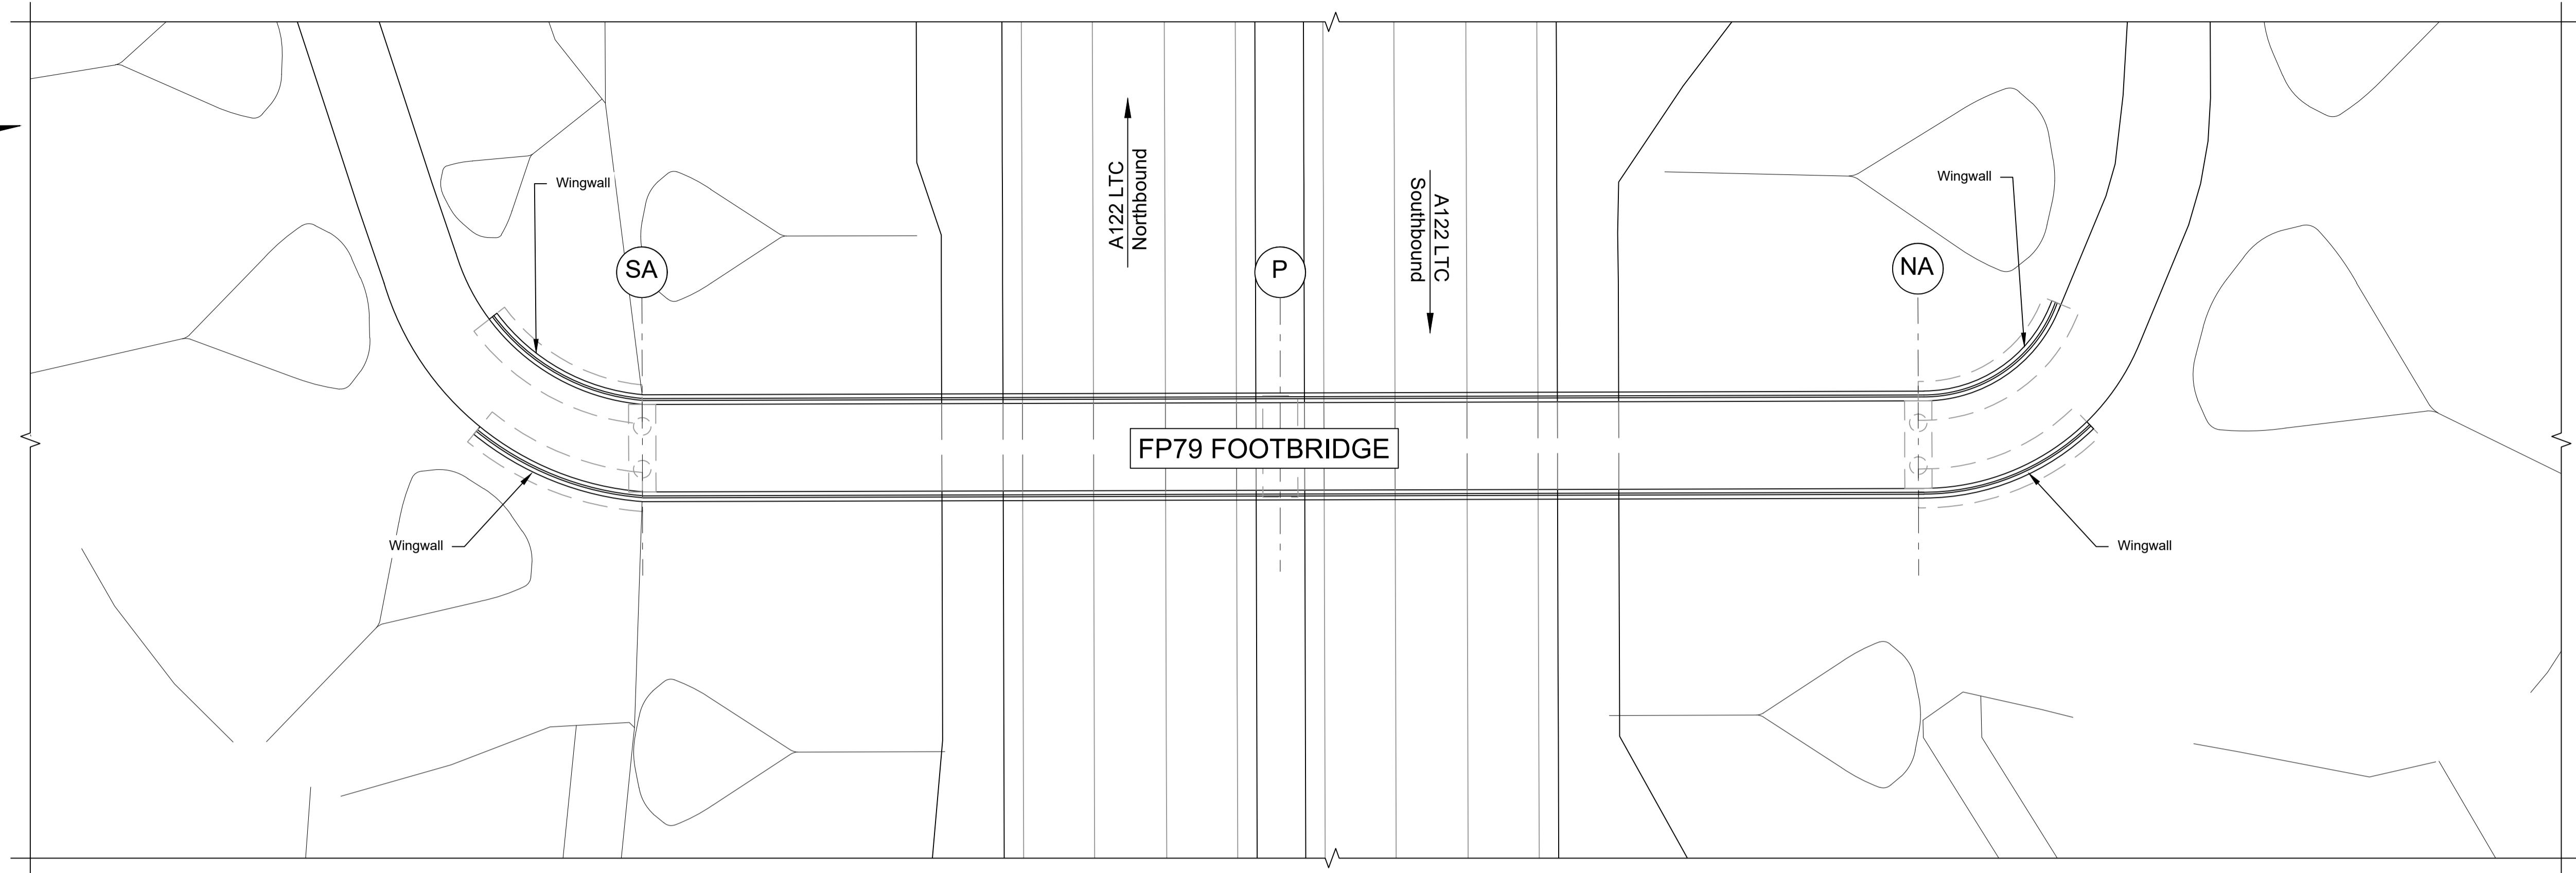 Wingwall
A122 LTC
Northbound
A122 LTC
Southbound
Wingwall
SA
P
NA
FP79 FOOTBRIDGE
Wingwall
Wingwall